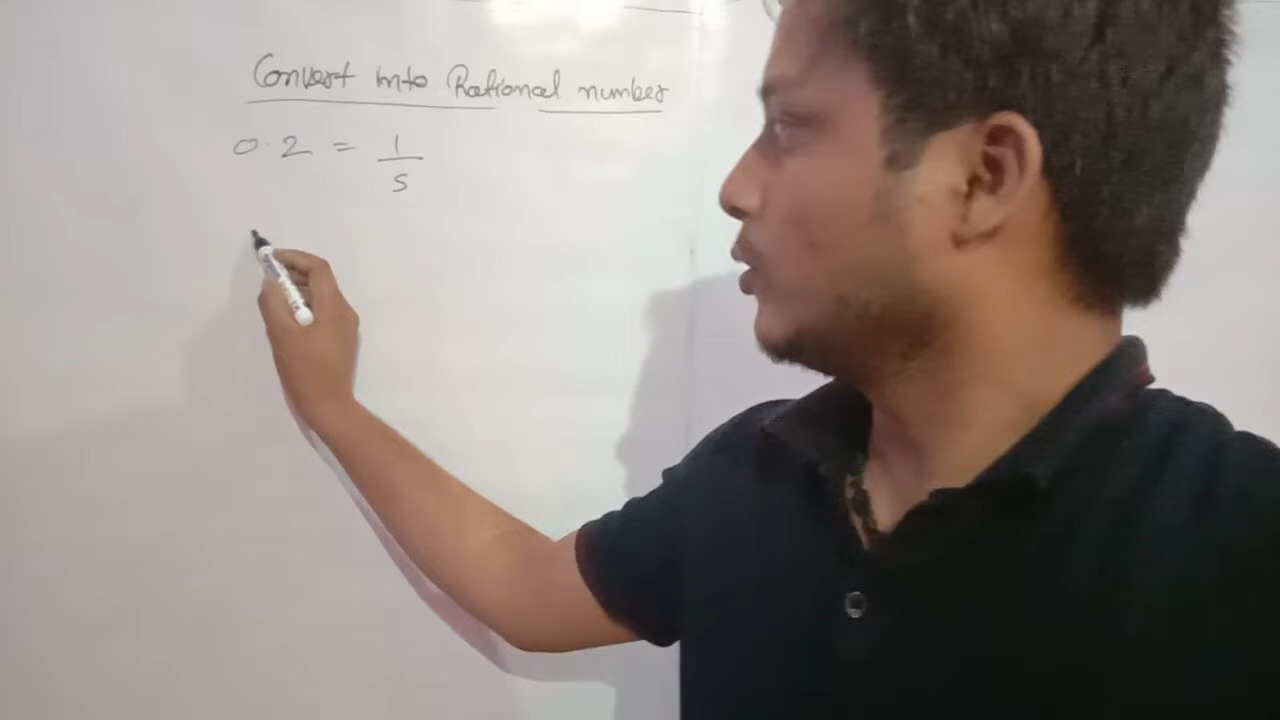 Convert into Rational number
0.2 = 1/5